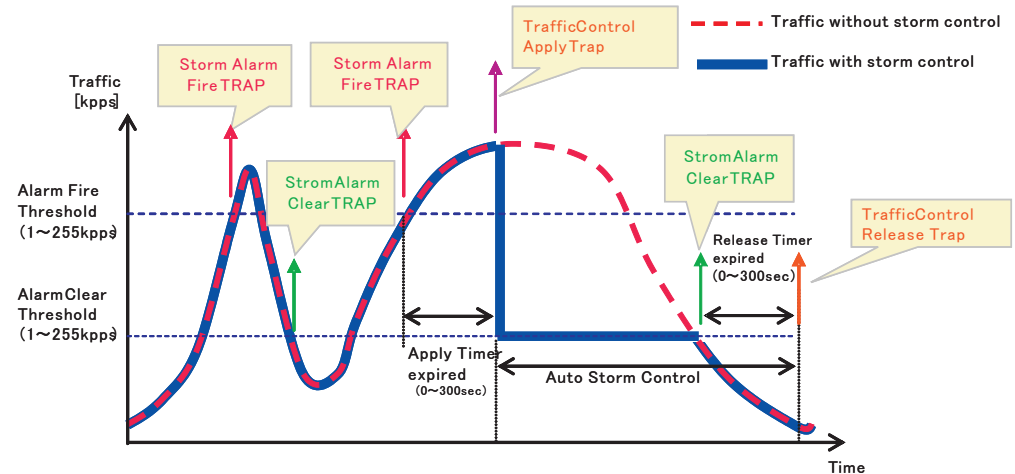 Traffic without storm control
Traffic with storm control
TrafficControl
ApplyTrap
Storm Alarm
FireTRAP
Storm Alarm
FireTRAP
Traffic
[kpps]
StromAlarm
ClearTRAP
StromAlarm
ClearTRAP
Alarm Fire
Threshold
(1～255kpps)
TrafficControl
Release Trap
Release Timer
expired
(0～300sec)
AlarmClear
Threshold
(1～255kpps)
Apply Timer
expired
(0～300sec)
Auto Storm Control
Time